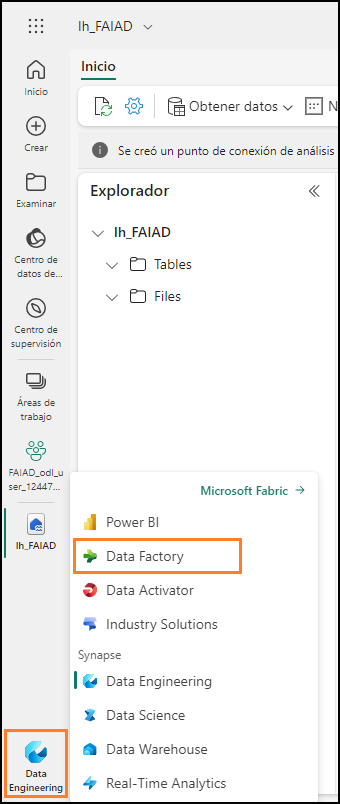 lh_FAIAD
Inicio
Inicio
Crear
Obtener datos
N
Examinar
Se creó un punto de conexión de análisis
Explorador
lh_FAIAD
Tables
Files
Centro de
datos de...
Centro de
supervisión
Áreas de
trabajo
FAIAD_odl_u
ser_12447...
lh_FAIAD
Microsoft Fabric
Power BI
Data Factory
Data Activator
Industry Solutions
Synapse
Data Engineering
Data Science
Data Warehouse
Real-Time Analytics
Data
Engineering